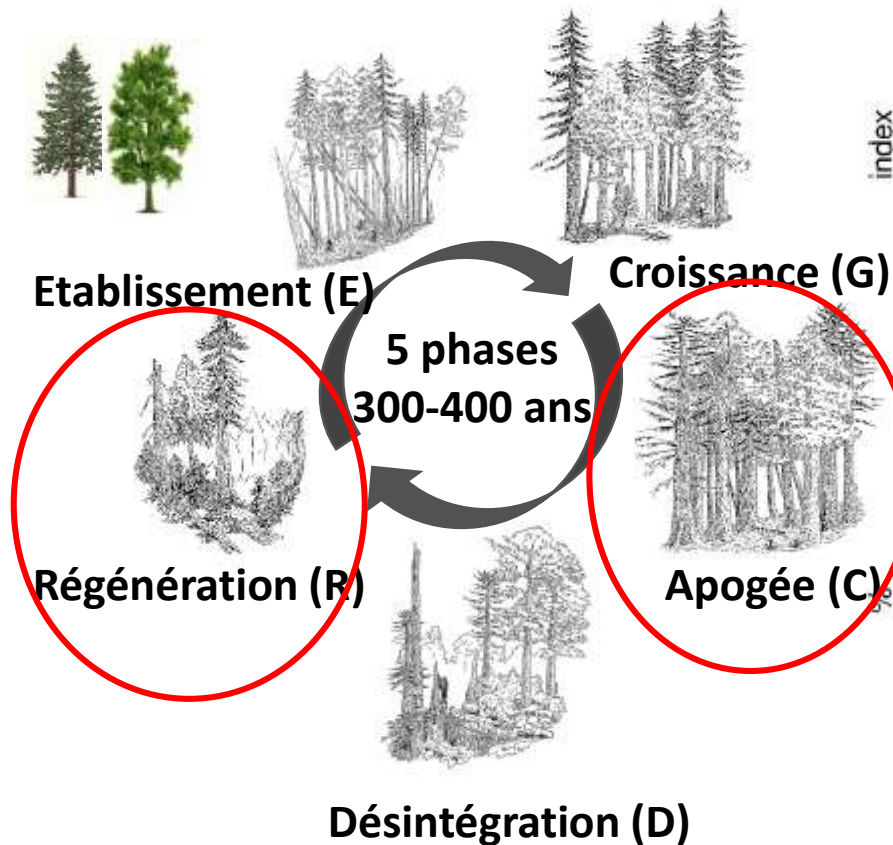 index
Etablissement (E)
Croissance (G)
5 phases
300-400 ans
Régénération (R)
Apogée (C)
Désintégration (D)